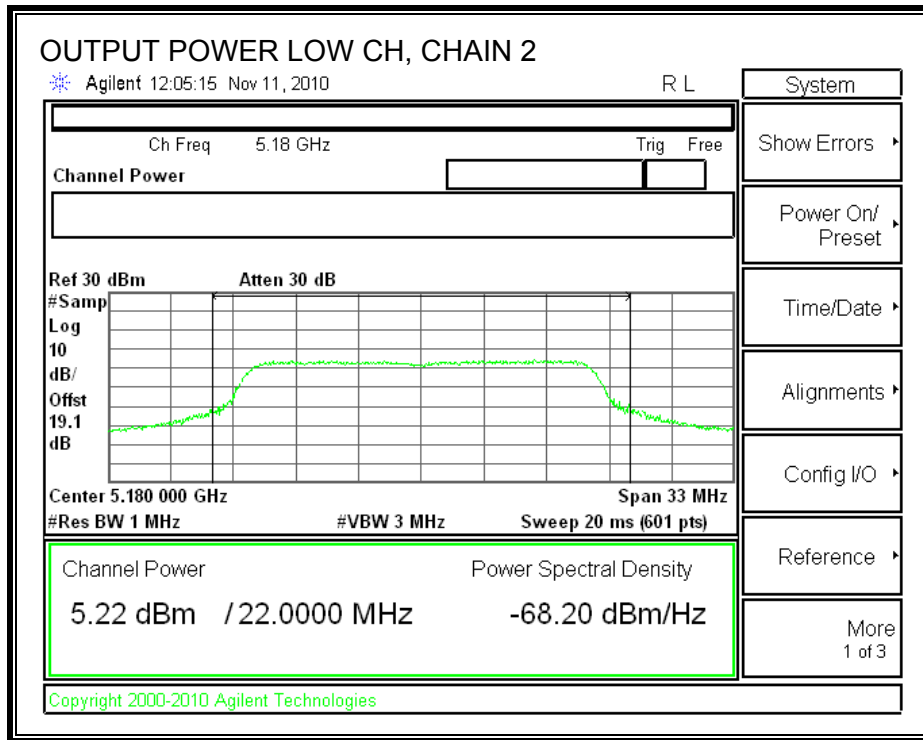 OUTPUT POWER LOW CH, CHAIN 2
Agilent 12:05:15 Nov 11, 2010 R L
System
Ch Freq 5.18 GHz Trig Free
Show Errors
Channel Power
Power On/
Preset
Ref 30 dBm Atten 30 dB
#Samp
Log
10
dB/
Offst
19.1
dB
Time/Date
Alignments
Config I/O
Center 5.180 000 GHz Span 33 MHz
#Res BW 1 MHz #VBW 3 MHz Sweep 20 ms (601 pts)
Reference
Channel Power Power Spectral Density
5.22 dBm / 22.0000 MHz -68.20 dBm/Hz
More
1 of 3
Copyright 2000-2010 Agilent Technologies